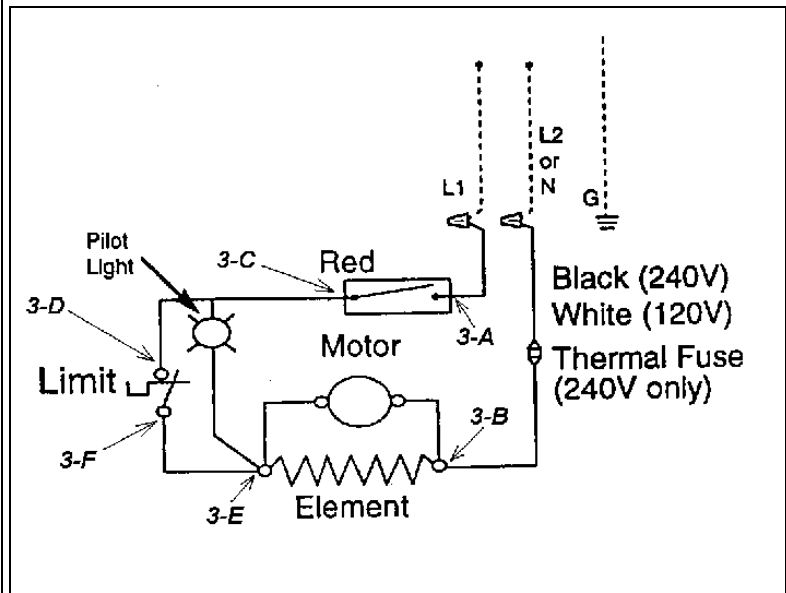 L2
or
N
L1
G
Pilot
Light
3-C
Red
Black (240V)
White (120V)
3-D
3-A
Motor
Thermal Fuse
(240V only)
Limit
3-B
3-F
3-E
Element